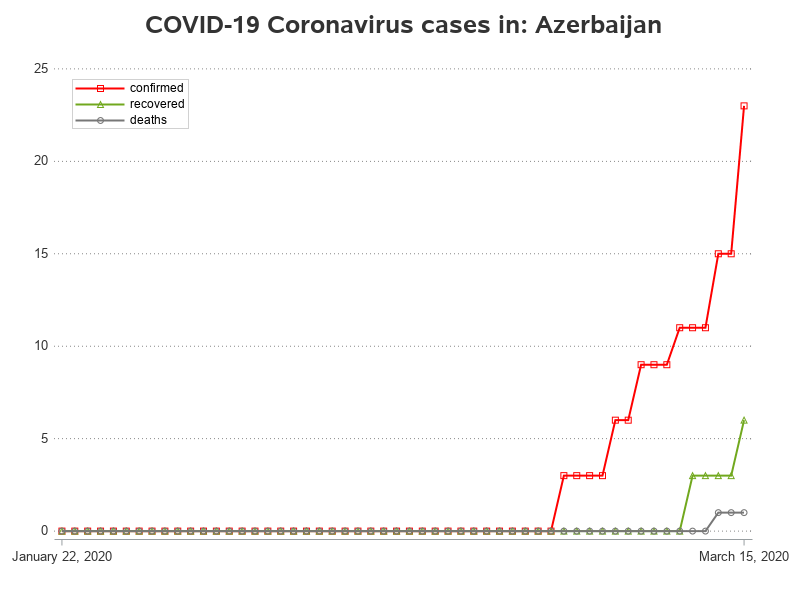 COVID-19 Coronavirus cases in: Azerbaijan
25
confirmed
recovered
deaths
20
15
10
5
0
January 22, 2020
March 15, 2020